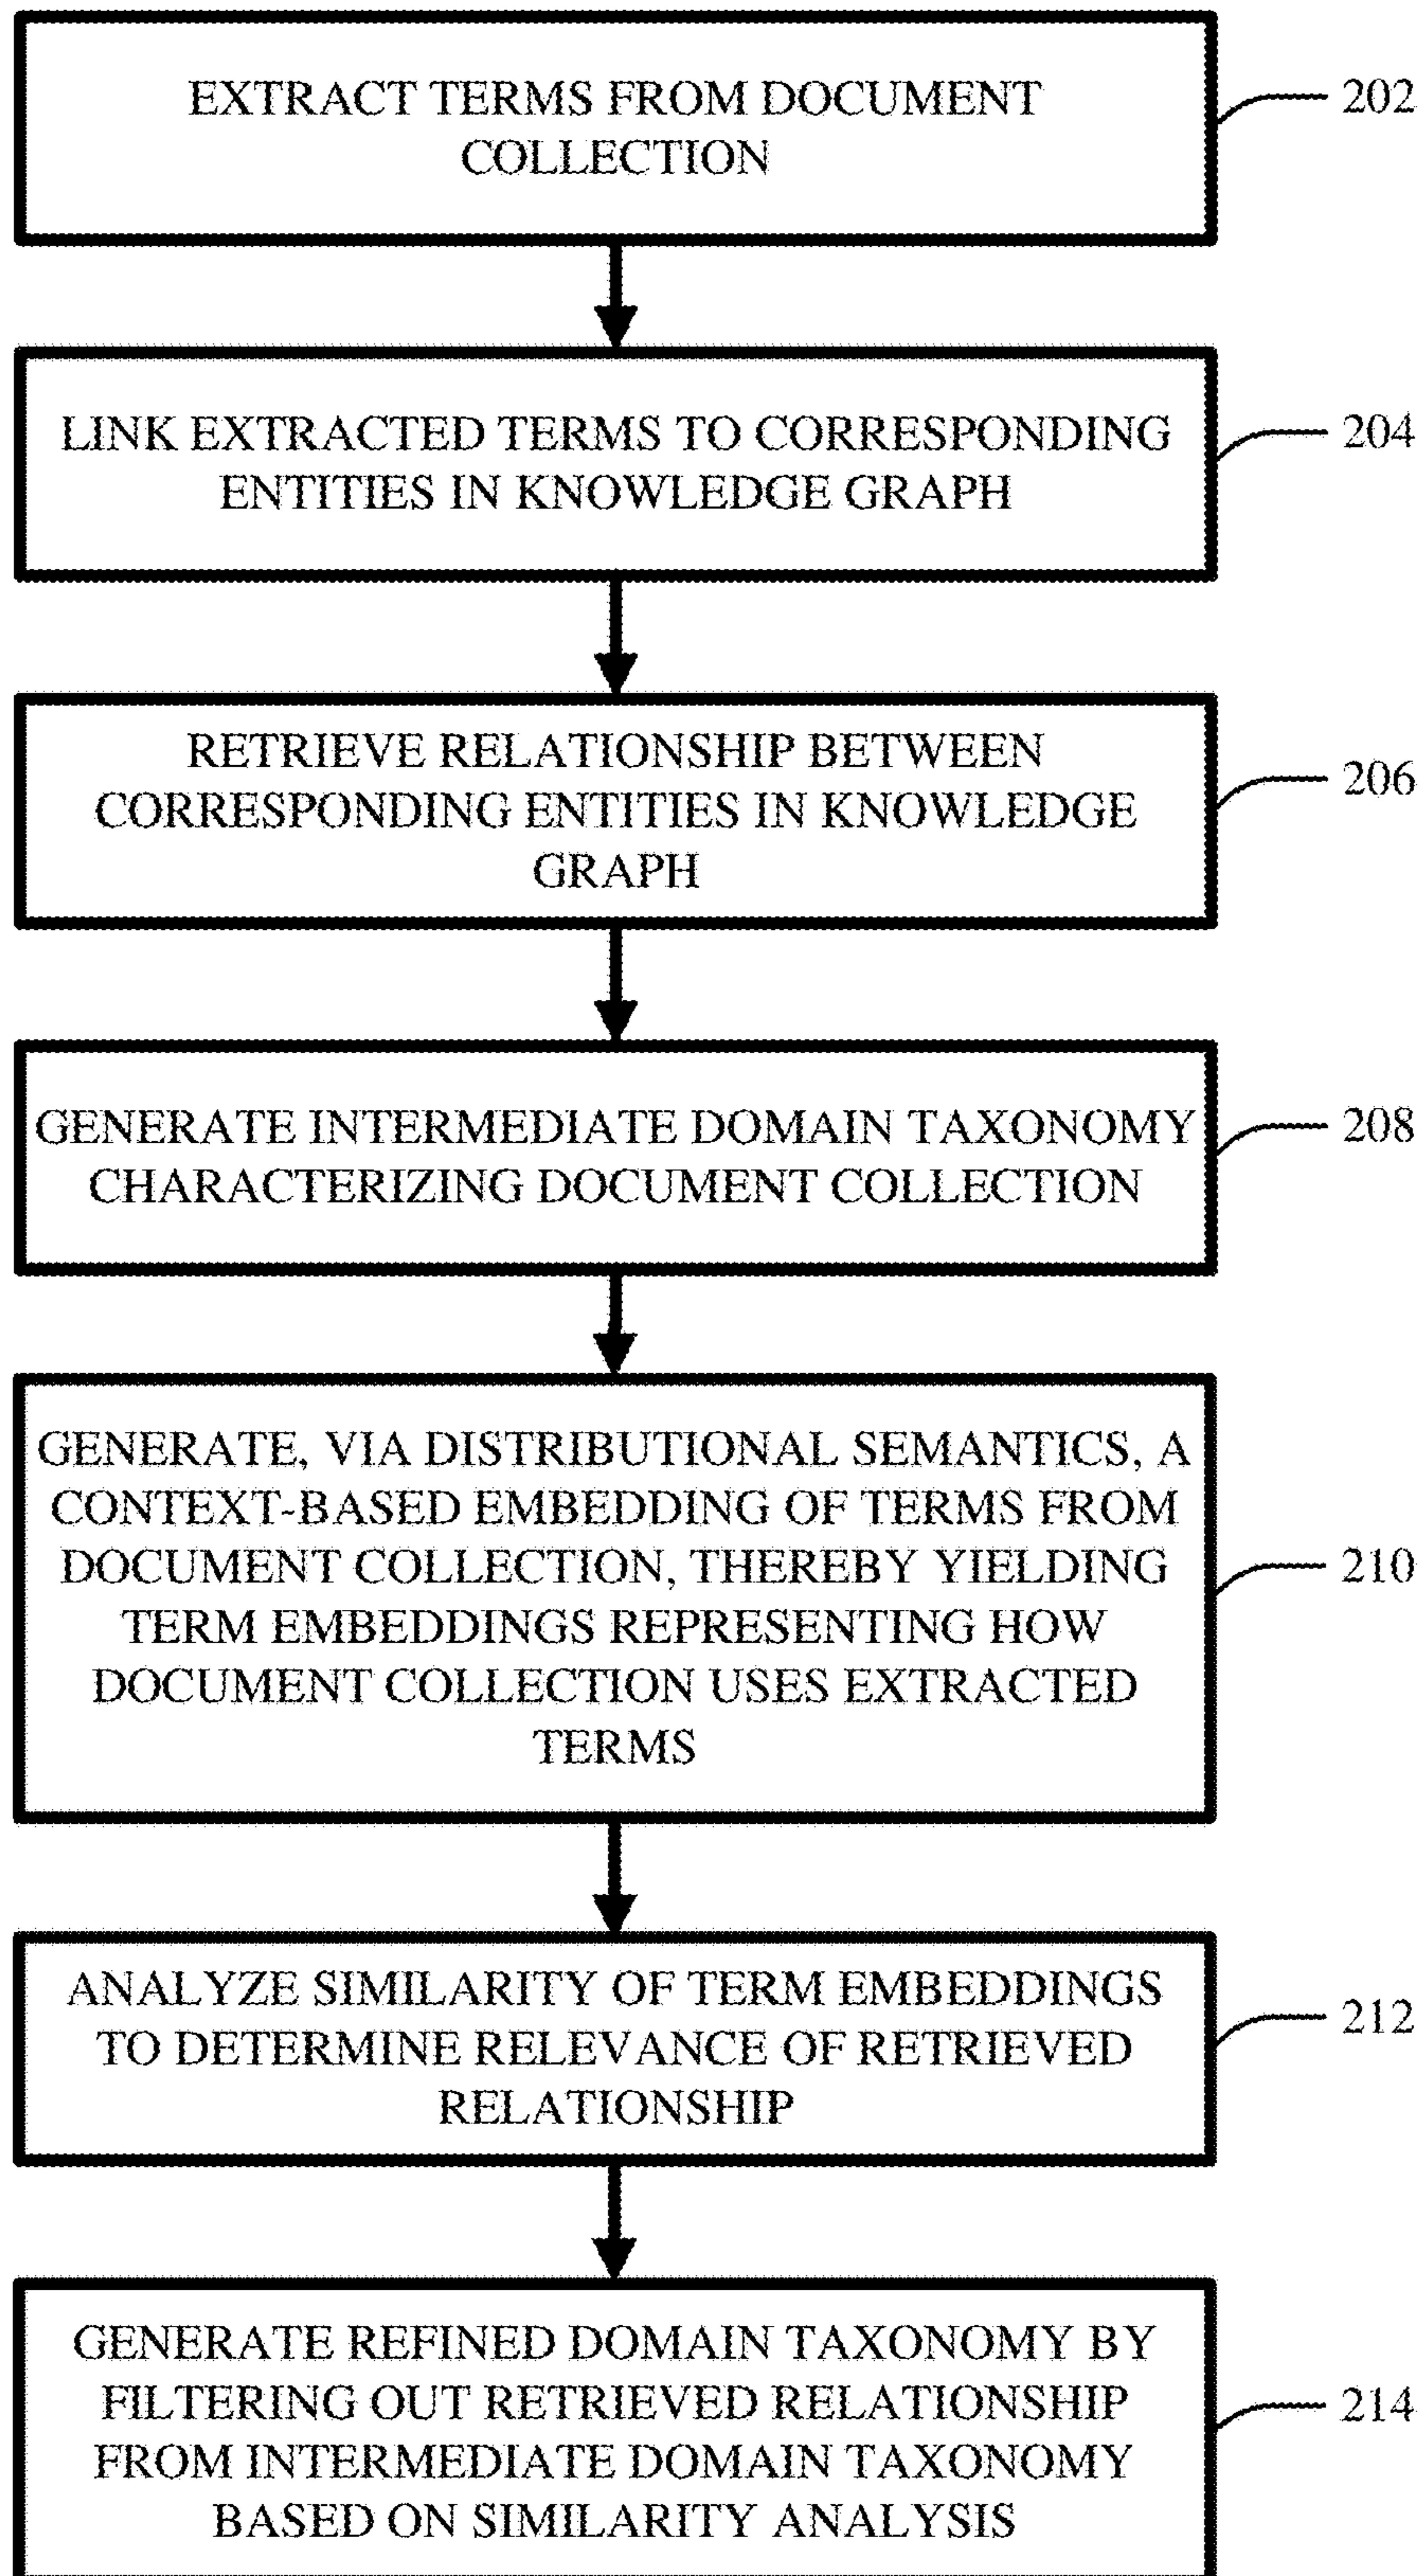 EXTRACT TERMS FROM DOCUMENT
COLLECTION
202
LINK EXTRACTED TERMS TO CORRESPONDING
ENTITIES IN KNOWLEDGE GRAPH
204
RETRIEVE RELATIONSHIP BETWEEN
CORRESPONDING ENTITIES IN KNOWLEDGE
GRAPH
206
GENERATE INTERMEDIATE DOMAIN TAXONOMY
CHARACTERIZING DOCUMENT COLLECTION
208
GENERATE, VIA DISTRIBUTIONAL SEMANTICS, A
CONTEXT-BASED EMBEDDING OF TERMS FROM
DOCUMENT COLLECTION, THEREBY YIELDING
TERM EMBEDDINGS REPRESENTING HOW
DOCUMENT COLLECTION USES EXTRACTED
TERMS
210
ANALYZE SIMILARITY OF TERM EMBEDDINGS
TO DETERMINE RELEVANCE OF RETRIEVED
RELATIONSHIP
212
GENERATE REFINED DOMAIN TAXONOMY BY
FILTERING OUT RETRIEVED RELATIONSHIP
FROM INTERMEDIATE DOMAIN TAXONOMY
BASED ON SIMILARITY ANALYSIS
214